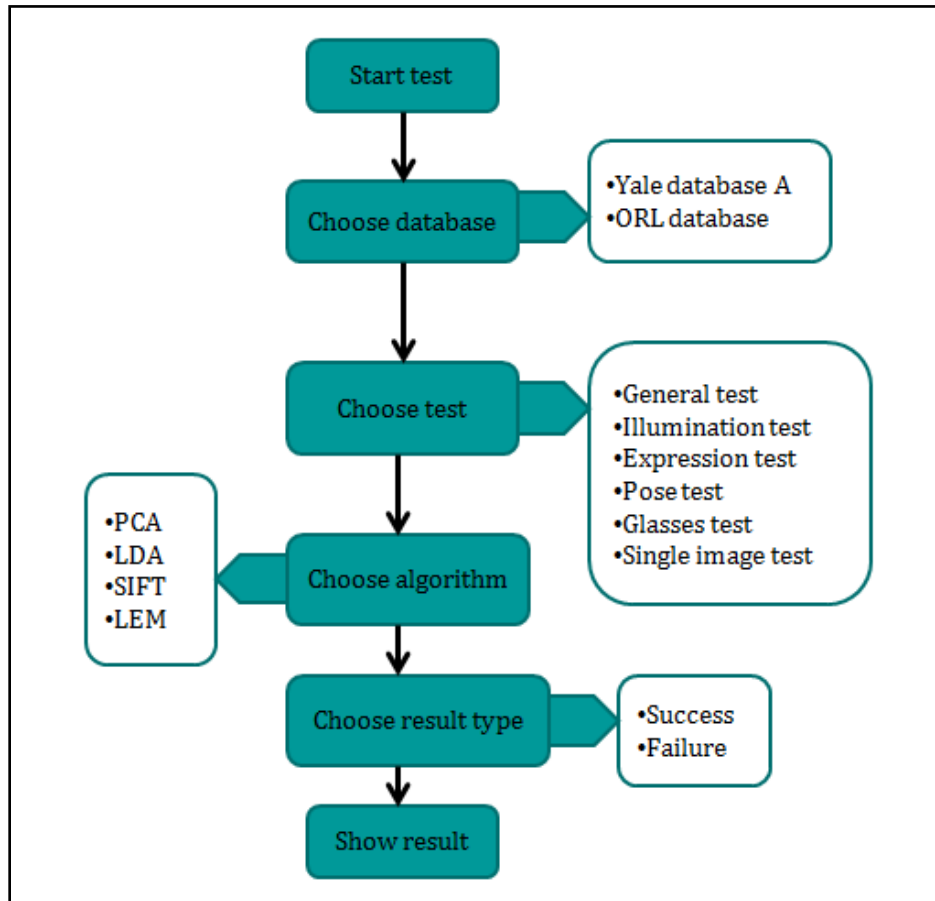 Start test
Choose database
•Yale database A
•ORL database
Choose test
•General test
•Illumination test
•Expression test
•Pose test
•Glasses test
•Single image test
Choose algorithm
•PCA
•LDA
•SIFT
•LEM
Choose result type
•Success
•Failure
Show result